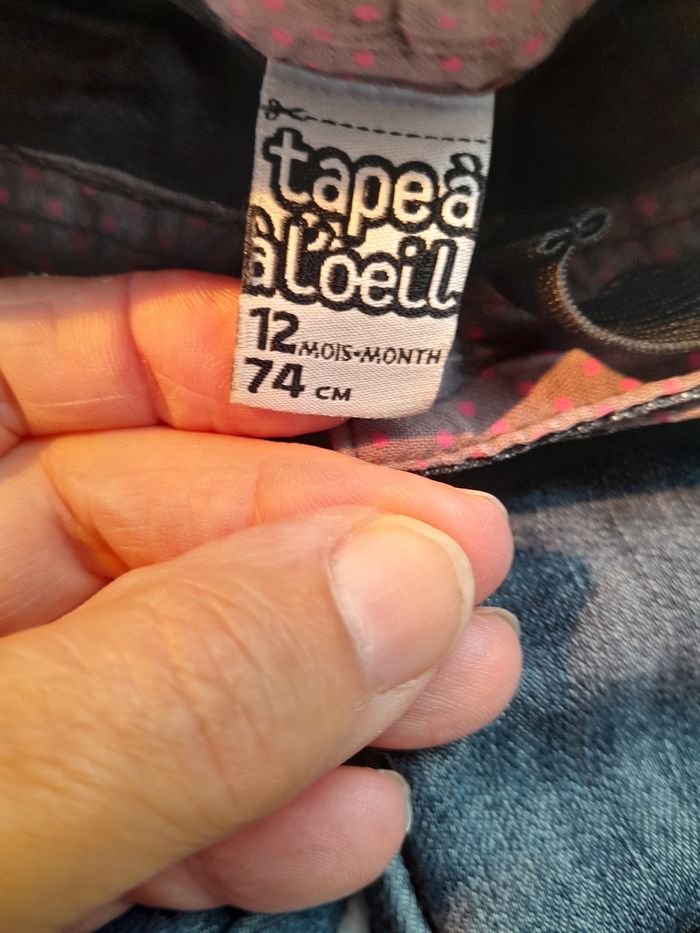 tape à
à l'oeil
12 MOIS-MONTH
74 CM